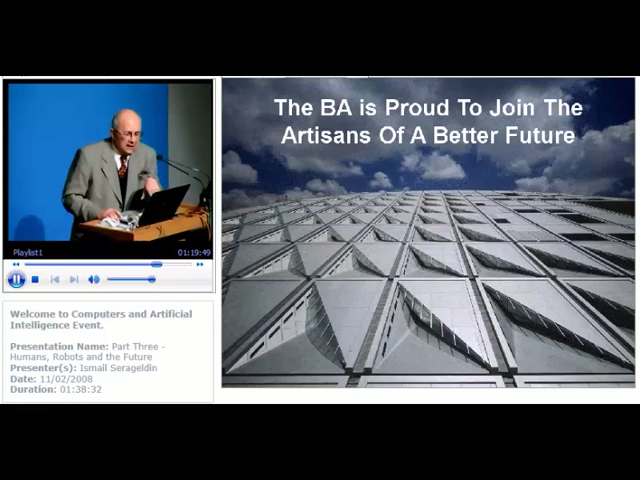 The BA is Proud To Join The
Artisans Of A Better Future
Playlist1
01:19:49
Welcome to Computers and Artificial
Intelligence Event.
Presentation Name: Part Three -
Humans, Robots and the Future
Presenter(s): Ismail Serageldin
Date: 11/02/2008
Duration: 01:38:32